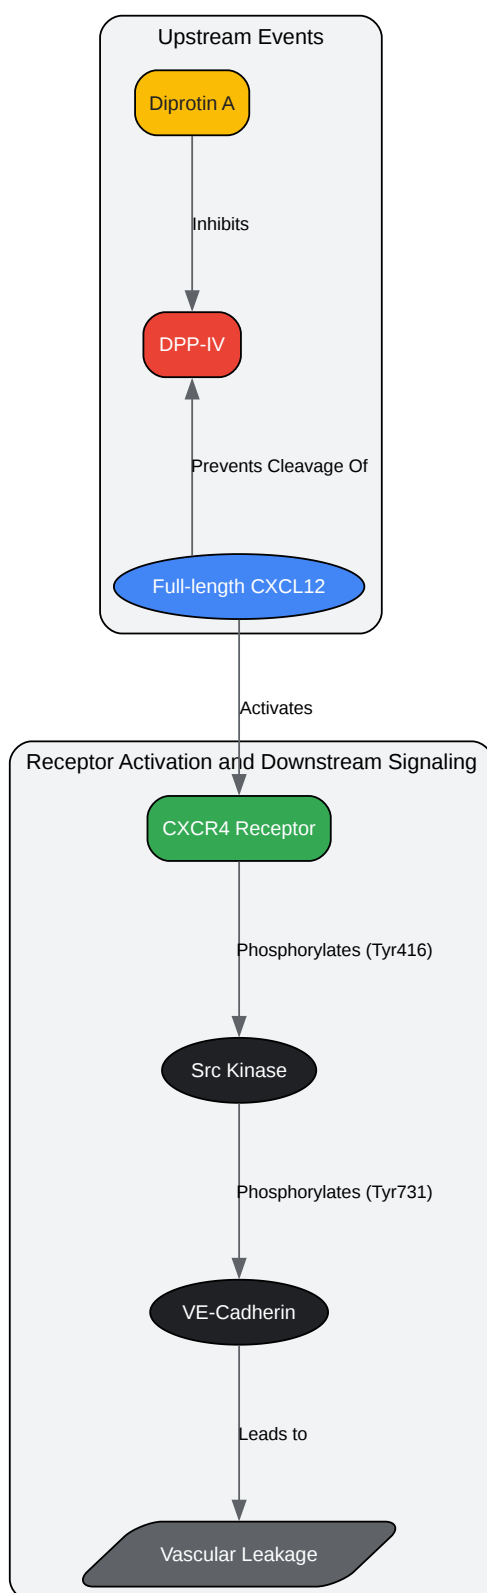 Upstream Events
Diprotin A
Inhibits
DPP-IV
Prevents Cleavage Of
Full-length CXCL12
Activates
Receptor Activation and Downstream Signaling
CXCR4 Receptor
Phosphorylates (Tyr416)
Src Kinase
Phosphorylates (Tyr731)
VE-Cadherin
Leads to
Vascular Leakage